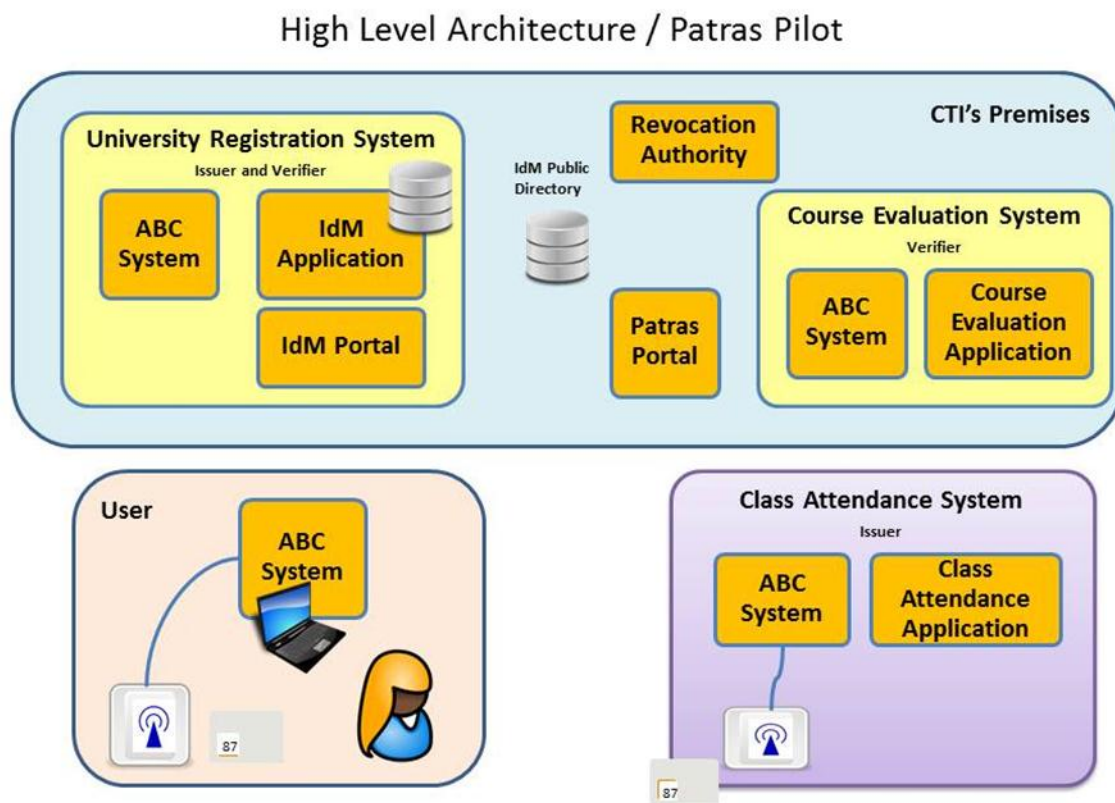 High Level Architecture / Patras Pilot
CTI's Premises
University Registration System
Issuer and Verifier
ABC
System
IdM
Application
IdM Portal
IdM Public
Directory
Revocation
Authority
Patras
Portal
Course Evaluation System
Verifier
ABC
System
Course
Evaluation
Application
User
ABC
System
87
Class Attendance System
Issuer
ABC
System
Class
Attendance
Application
87